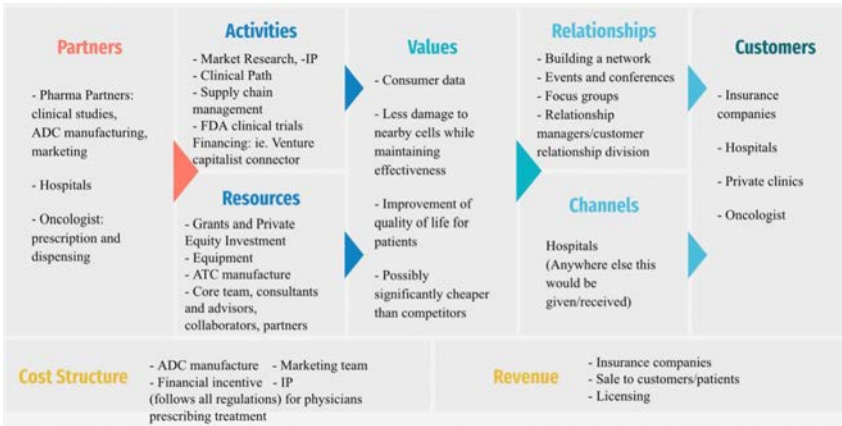 Partners
- Pharma Partners:
clinical studies,
ADC manufacturing,
marketing
- Hospitals
- Oncologist:
prescription and
dispensing
Activities
- Market Research, -IP
- Clinical Path
- Supply chain
management
- FDA clinical trials
Financing: ie. Venture
capitalist connector
Resources
- Grants and Private
Equity Investment
- Equipment
- ATC manufacture
- Core team, consultants
and advisors,
collaborators, partners
Values
- Consumer data
- Less damage to
nearby cells while
maintaining
effectiveness
- Improvement of
quality of life for
patients
- Possibly
significantly cheaper
than competitors
Relationships
- Building a network
- Events and conferences
- Focus groups
- Relationship
managers/customer
relationship division
Channels
Hospitals
(Anywhere else this
would be
given/received)
Customers
- Insurance
companies
- Hospitals
- Private clinics
- Oncologist
Cost Structure
- ADC manufacture - Marketing team
- Financial incentive - IP
(follows all regulations) for physicians
prescribing treatment
Revenue
- Insurance companies
- Sale to customers/patients
- Licensing